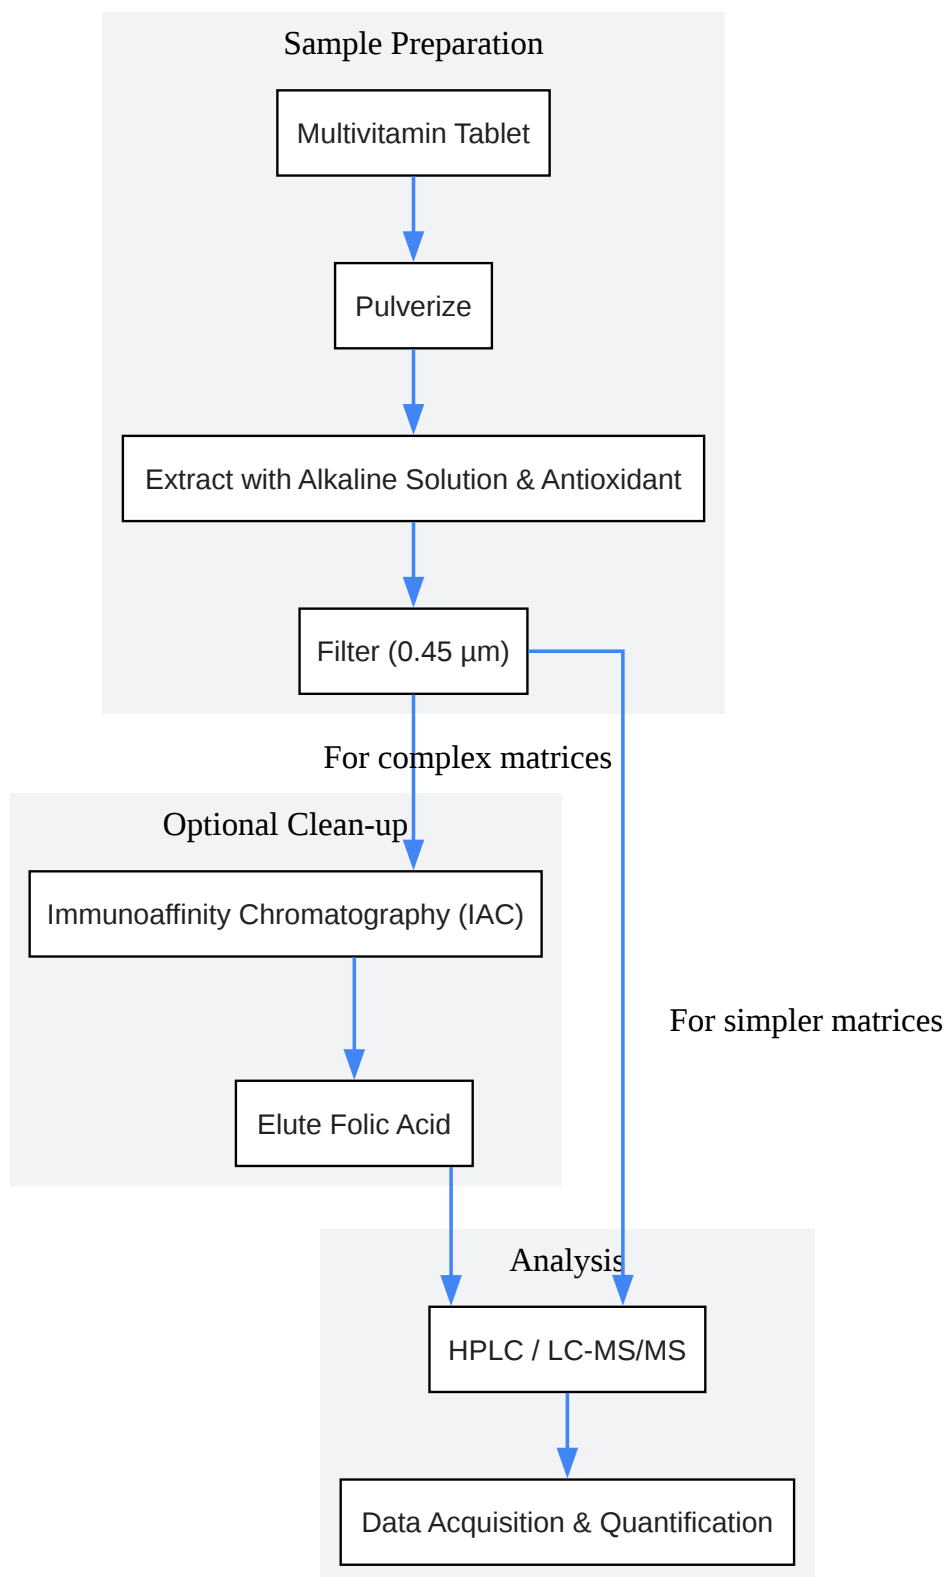 Sample Preparation
Multivitamin Tablet
Pulverize
Extract with Alkaline Solution & Antioxidant
Filter (0.45 µm)
For complex matrices
Optional Clean-up
Immunoaffinity Chromatography (IAC)
For simpler matrices
Elute Folic Acid
Analysis
HPLC / LC-MS/MS
Data Acquisition & Quantification